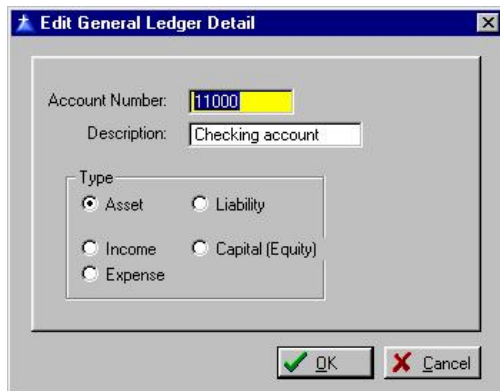 Edit General Ledger Detail
Account Number: 11000
Description: Checking account
Type
Asset Liability
Income Capital (Equity)
Expense
OK Cancel